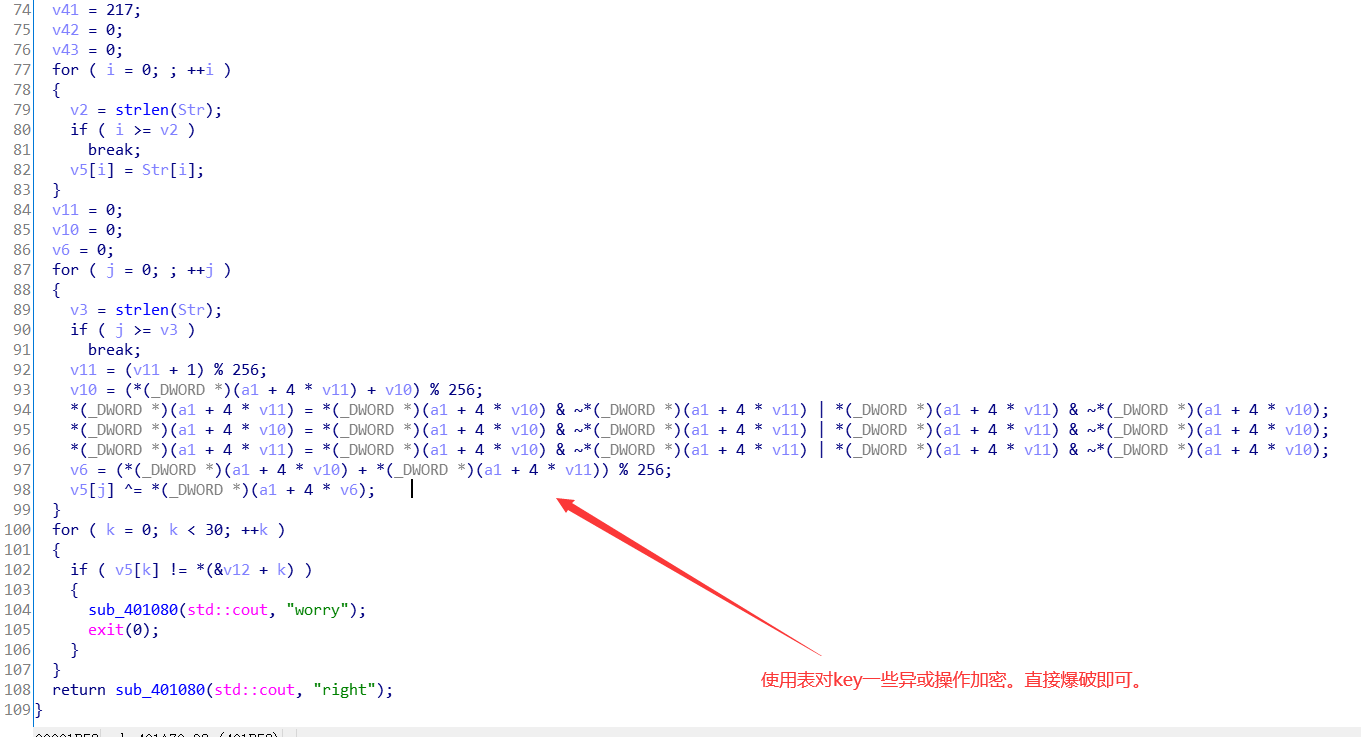 74 v41 = 217;
75 v42 = 0;
76 v43 = 0;
77 for ( i = 0; ; ++i )
78 {
79 v2 = strlen(Str);
80 if ( i >= v2 )
81 break;
82 v5[i] = Str[i];
83 }
84 v11 = 0;
85 v10 = 0;
86 v6 = 0;
87 for ( j = 0; ; ++j )
88 {
89 v3 = strlen(Str);
90 if ( j >= v3 )
91 break;
92 v11 = (v11 + 1) % 256;
93 v10 = (*(_DWORD *)(a1 + 4 * v11) + v10) % 256;
94 *(_DWORD *)(a1 + 4 * v11) = *(_DWORD *)(a1 + 4 * v10) & ~*(_DWORD *)(a1 + 4 * v11) | *(_DWORD *)(a1 + 4 * v11) & ~*(_DWORD *)(a1 + 4 * v10);
95 *(_DWORD *)(a1 + 4 * v10) = *(_DWORD *)(a1 + 4 * v10) & ~*(_DWORD *)(a1 + 4 * v11) | *(_DWORD *)(a1 + 4 * v11) & ~*(_DWORD *)(a1 + 4 * v10);
96 *(_DWORD *)(a1 + 4 * v11) = *(_DWORD *)(a1 + 4 * v10) & ~*(_DWORD *)(a1 + 4 * v11) | *(_DWORD *)(a1 + 4 * v11) & ~*(_DWORD *)(a1 + 4 * v10);
97 v6 = (*(_DWORD *)(a1 + 4 * v10) + *(_DWORD *)(a1 + 4 * v11)) % 256;
98 v5[j] ^= *(_DWORD *)(a1 + 4 * v6);
99 }
100 for ( k = 0; k < 30; ++k )
101 {
102 if ( v5[k] != *(&v12 + k) )
103 {
104 sub_401080(std::cout, "worry");
105 exit(0);
106 }
107 }
108 return sub_401080(std::cout, "right");
109 }
使用表对key一些异或操作加密。直接爆破即可。